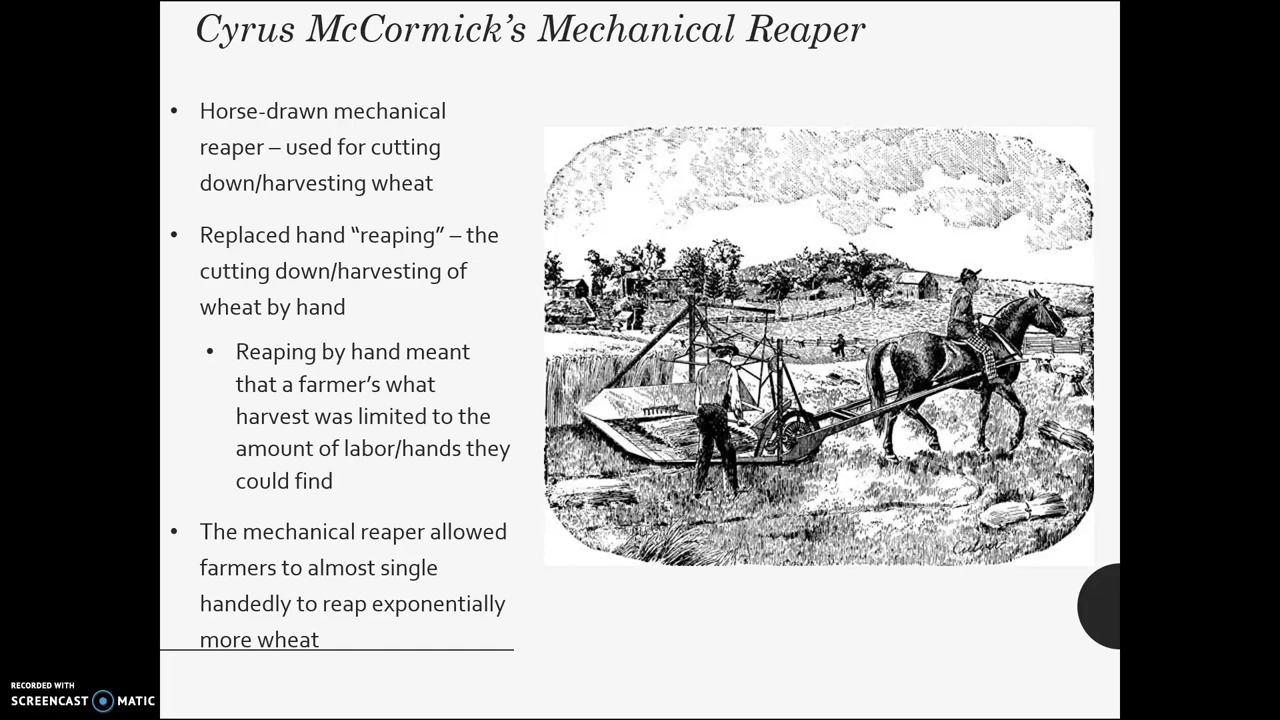 Cyrus McCormick’s Mechanical Reaper
• Horse-drawn mechanical
reaper – used for cutting
down/harvesting wheat
• Replaced hand “reaping” – the
cutting down/harvesting of
wheat by hand
• Reaping by hand meant
that a farmer’s what
harvest was limited to the
amount of labor/hands they
could find
• The mechanical reaper allowed
farmers to almost single
handedly to reap exponentially
more wheat
RECORDED WITH
SCREENCAST MATIC